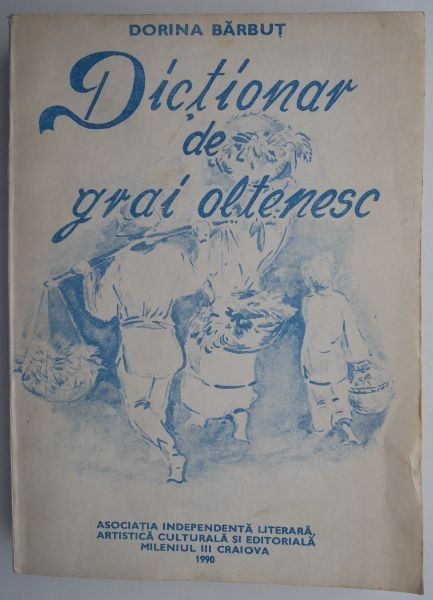 DORINA BĂRBUȚ
Dicționar
de
grai oltenesc
ASOCIAȚIA INDEPENDENTĂ LITERARĂ,
ARTISTICĂ CULTURALĂ ȘI EDITORIALĂ
MILENIUL III CRAIOVA
1990